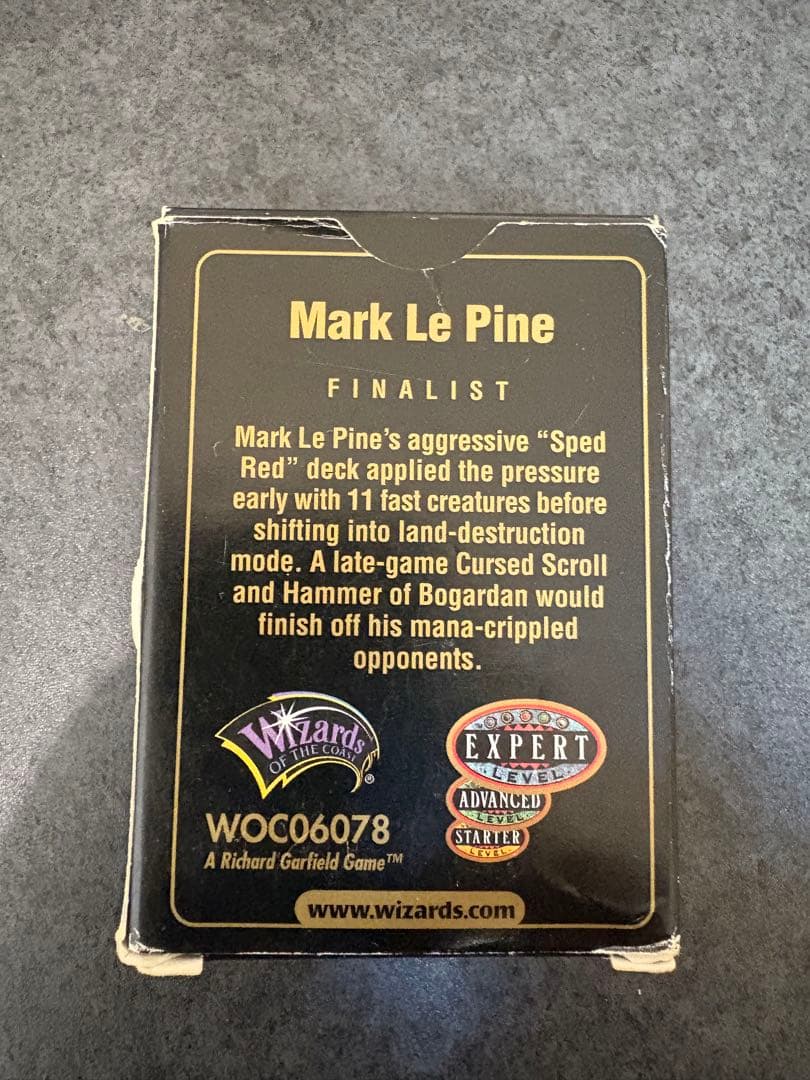 Mark Le Pine
FINALIST
Mark Le Pine's aggressive “Sped
Red” deck applied the pressure
early with 11 fast creatures before
shifting into land-destruction
mode. A late-game Cursed Scroll
and Hammer of Bogardan would
finish off his mana-crippled
opponents.
Wizards
OF THE COAST
®
EXPERT
LEVEL
ADVANCED
LEVEL
STARTER
LEVEL
WOC06078
A Richard Garfield Game™
www.wizards.com